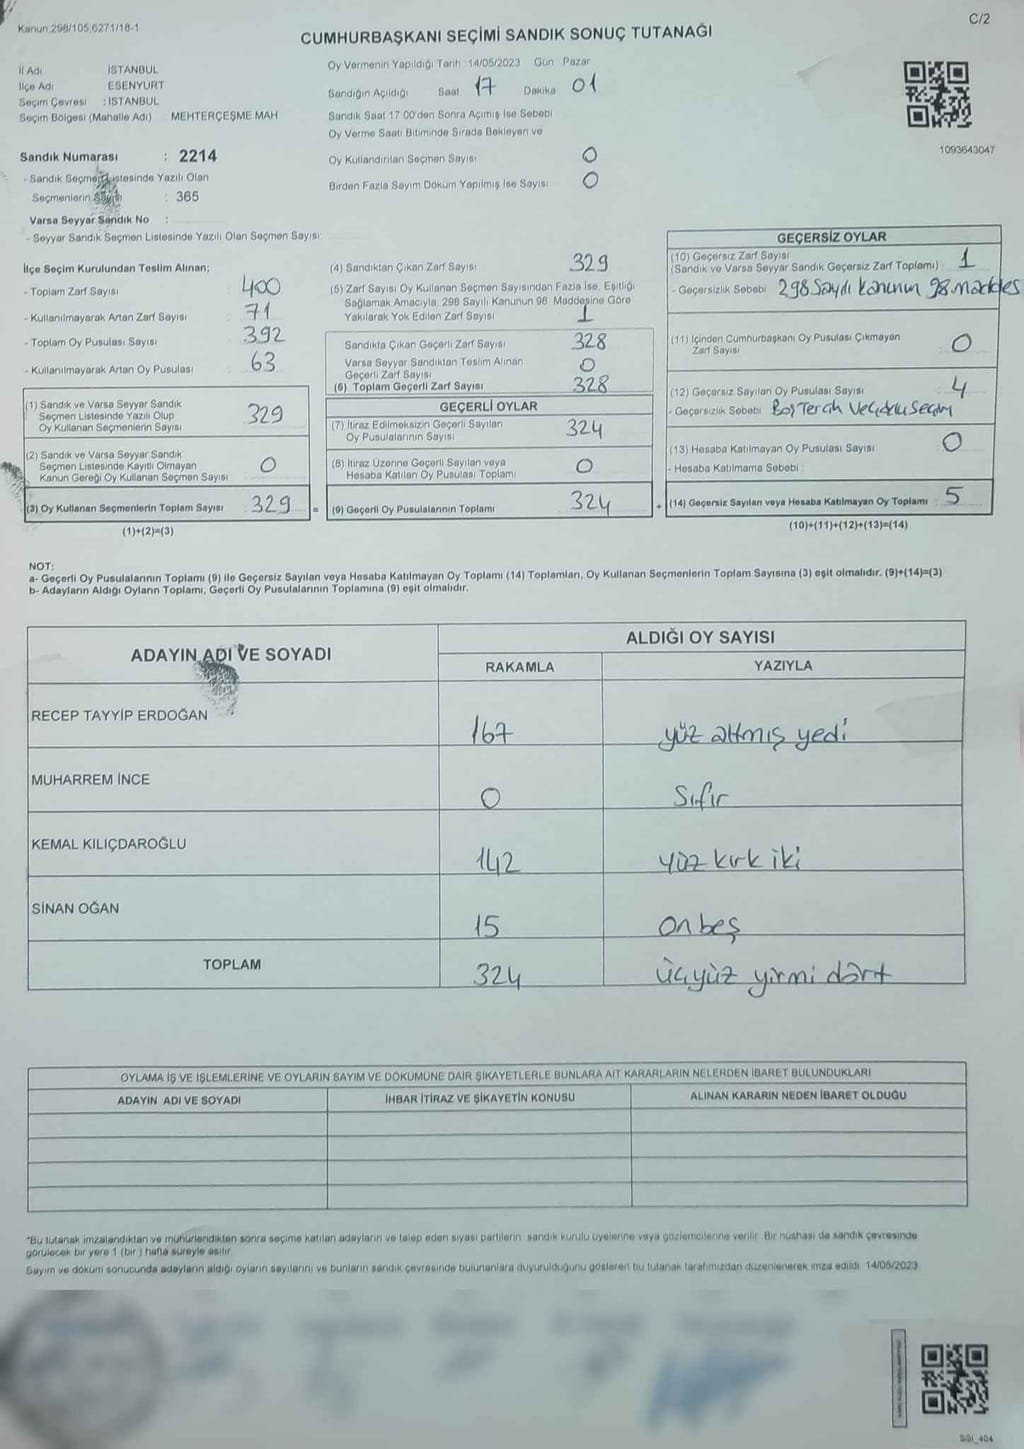 Kanun:298/105,6271/18-1
C/2
CUMHURBAŞKANI SEÇİMİ SANDIK SONUÇ TUTANAĞI
İl Adı İSTANBUL
İlçe Adı ESENYURT
Seçim Çevresi : İSTANBUL
Seçim Bölgesi (Mahalle Adı) MEHTERÇEŞME MAH
Oy Vermenin Yapıldığı Tarih :14/05/2023 Gün Pazar
Sandığın Açıldığı Saat 17 Dakika 01
Sandık Saat 17:00'den Sonra Açımış İse Sebebi
Oy Verme Saati Bitiminde Sırada Bekleyen ve
Oy Kullandırılan Seçmen Sayısı 0
Birden Fazla Sayım Döküm Yapılmış İse Sayısı 0
1093643047
Sandık Numarası : 2214
- Sandık Seçmen Listesinde Yazılı Olan
Seçmenlerin Sayısı : 365
Varsa Seyyar Sandık No :
- Seyyar Sandık Seçmen Listesinde Yazılı Olan Seçmen Sayısı:
İlçe Seçim Kurulundan Teslim Alınan;
- Toplam Zarf Sayısı : 400
- Kullanılmayarak Artan Zarf Sayısı : 71
- Toplam Oy Pusulası Sayısı : 392
- Kullanılmayarak Artan Oy Pusulası : 63
(1) Sandık ve Varsa Seyyar Sandık
Seçmen Listesinde Yazılı Olup
Oy Kullanan Seçmenlerin Sayısı : 329
(2) Sandık ve Varsa Seyyar Sandık
Seçmen Listesinde Kayıtlı Olmayan
Kanun Gereği Oy Kullanan Seçmen Sayısı : 0
(3) Oy Kullanan Seçmenlerin Toplam Sayısı : 329
(1)+(2)=(3)
=
(4) Sandıktan Çıkan Zarf Sayısı 329
(5) Zarf Sayısı Oy Kullanan Seçmen Sayısından Fazla İse, Eşitliği
Sağlamak Amacıyla, 298 Sayılı Kanunun 98. Maddesine Göre
Yakılarak Yok Edilen Zarf Sayısı 1
Sandıkta Çıkan Geçerli Zarf Sayısı 328
Varsa Seyyar Sandıktan Teslim Alınan
Geçerli Zarf Sayısı 0
(6) Toplam Geçerli Zarf Sayısı 328
GEÇERLİ OYLAR
(7) İtiraz Edilmeksizin Geçerli Sayılan
Oy Pusulalarının Sayısı 324
(8) İtiraz Üzerine Geçerli Sayılan veya
Hesaba Katılan Oy Pusulası Toplamı 0
(9) Geçerli Oy Pusulalarının Toplamı 324
+
GEÇERSİZ OYLAR
(10) Geçersiz Zarf Sayısı
(Sandık ve Varsa Seyyar Sandık Geçersiz Zarf Toplamı) : 1
- Geçersizlik Sebebi : 298 Sayılı kanunun 98. maddes
(11) İçinden Cumhurbaşkanı Oy Pusulası Çıkmayan
Zarf Sayısı : 0
(12) Geçersiz Sayılan Oy Pusulası Sayısı : 4
- Geçersizlik Sebebi : Boş Tercih
(13) Hesaba Katılmayan Oy Pusulası Sayısı : 0
- Hesaba Katılmama Sebebi :
(14) Geçersiz Sayılan veya Hesaba Katılmayan Oy Toplamı : 5
(10)+(11)+(12)+(13)=(14)
NOT:
a- Geçerli Oy Pusulalarının Toplamı (9) ile Geçersiz Sayılan veya Hesaba Katılmayan Oy Toplamı (14) Toplamları, Oy Kullanan Seçmenlerin Toplam Sayısına (3) eşit olmalıdır. (9)+(14)=(3)
b- Adayların Aldığı Oyların Toplamı, Geçerli Oy Pusulalarının Toplamına (9) eşit olmalıdır.
ADAYIN ADI VE SOYADI
ALDIĞI OY SAYISI
RAKAMLA YAZIYLA
RECEP TAYYİP ERDOĞAN 167 yüz altmış yedi
MUHARREM İNCE 0 Sıfır
KEMAL KILIÇDAROĞLU 142 yüz kırk iki
SİNAN OĞAN 15 on beş
TOPLAM 324 üçyüz yirmi dört
OYLAMA İŞ VE İŞLEMLERİNE VE OYLARIN SAYIM VE DÖKÜMÜNE DAİR ŞİKAYETLERLE BUNLARA AİT KARARLARIN NELERDEN İBARET BULUNDUKLARI
ADAYIN ADI VE SOYADI İHBAR İTİRAZ VE ŞİKAYETİN KONUSU ALINAN KARARIN NEDEN İBARET OLDUĞU
*Bu tutanak imzalandıktan ve mühürlendikten sonra seçime katılan adayların ve talep eden siyasi partilerin sandık kurulu üyelerine veya gözlemcilerine verilir. Bir nüshası da sandık çevresinde
görülecek bir yere 1 (bir) hafta süreyle asılır.
Sayım ve döküm sonucunda adayların aldığı oyların sayılarını ve bunların sandık çevresinde bulunanlara duyurulduğunu gösteren bu tutanak tarafımızdan düzenlenerek imza edildi. 14/05/2023
SGI_404